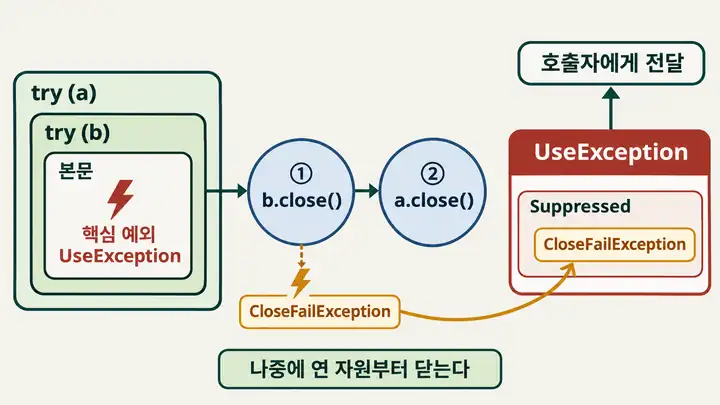 try (a)
try (b)
본문
핵심 예외
UseException
①
b.close()
②
a.close()
CloseFailException
호출자에게 전달
UseException
Suppressed
CloseFailException
나중에 연 자원부터 닫는다